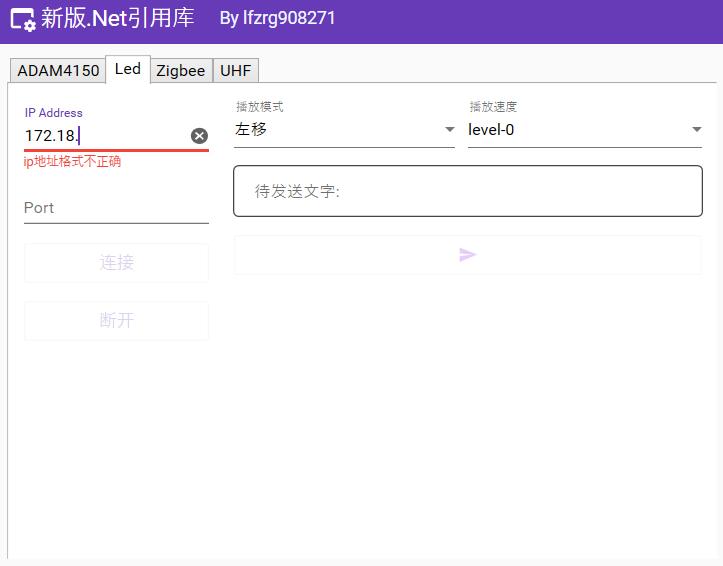 新版.Net引用库 By lfzrg908271
ADAM4150 Led Zigbee UHF
IP Address
172.18.
ip地址格式不正确
Port
连接
断开
播放模式
左移
播放速度
level-0
待发送文字: